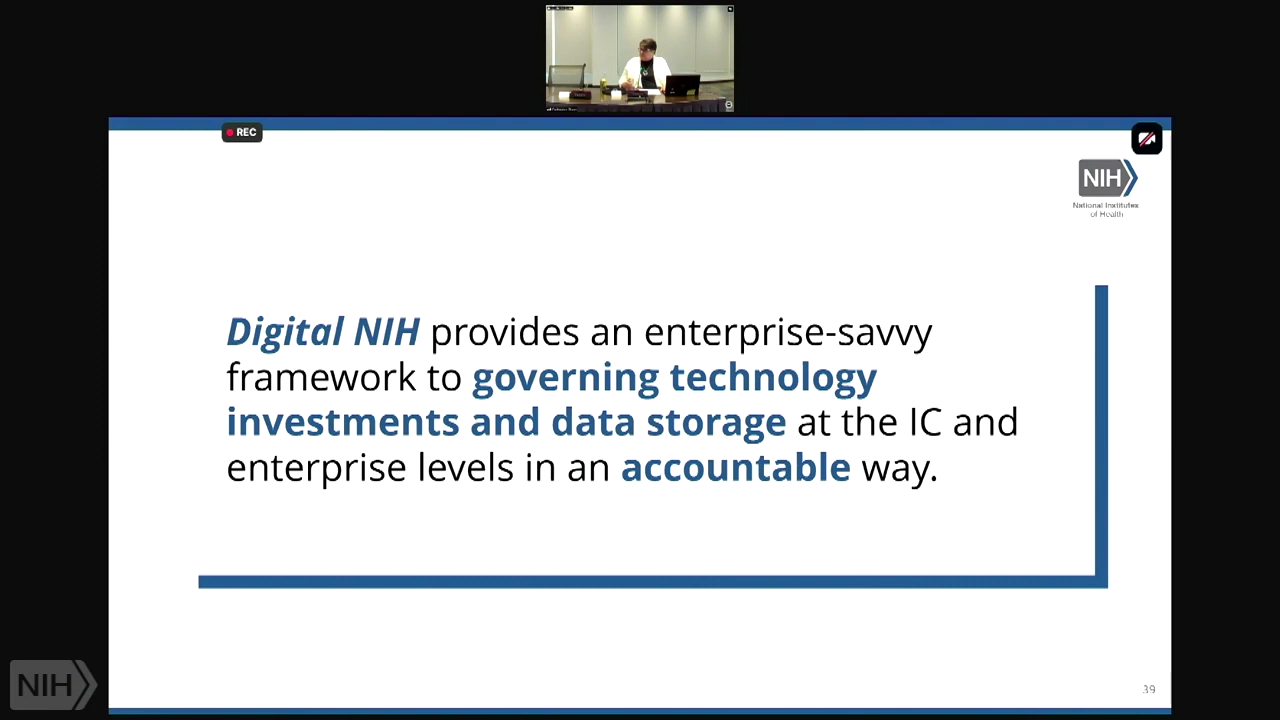 REC
NIH
National Institutes
of Health
Digital NIH provides an enterprise-savvy
framework to governing technology
investments and data storage at the IC and
enterprise levels in an accountable way.
NIH
39